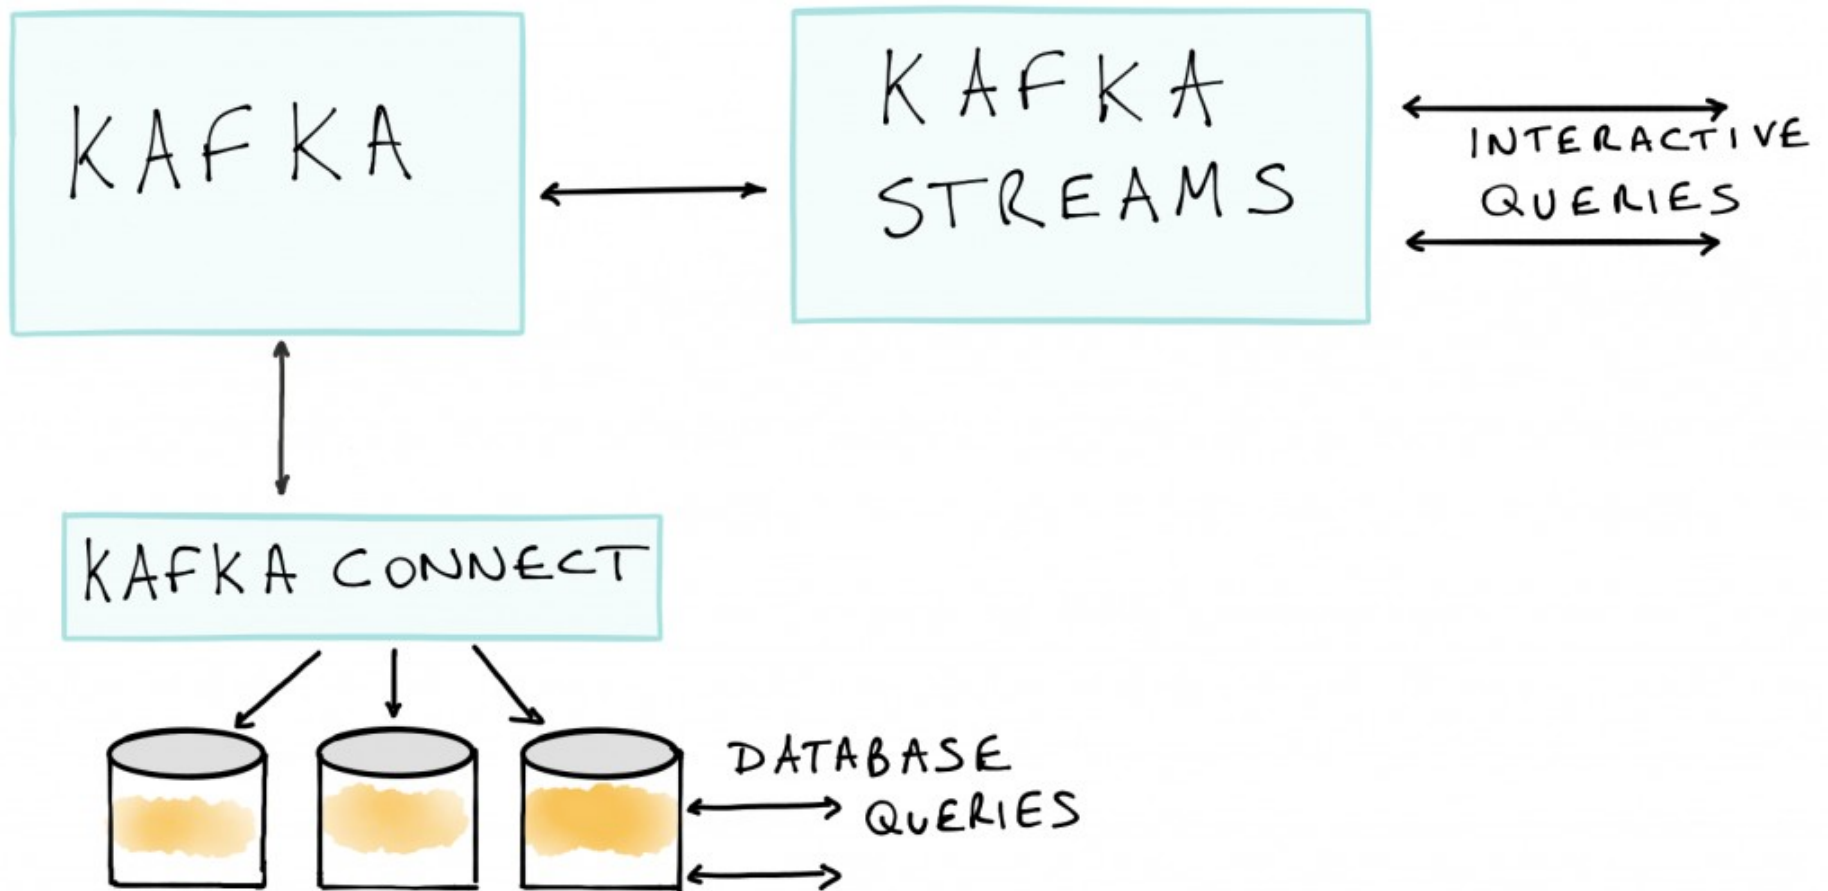 KAFKA
KAFKA
STREAMS
INTERACTIVE
QUERIES
KAFKA CONNECT
DATABASE
QUERIES